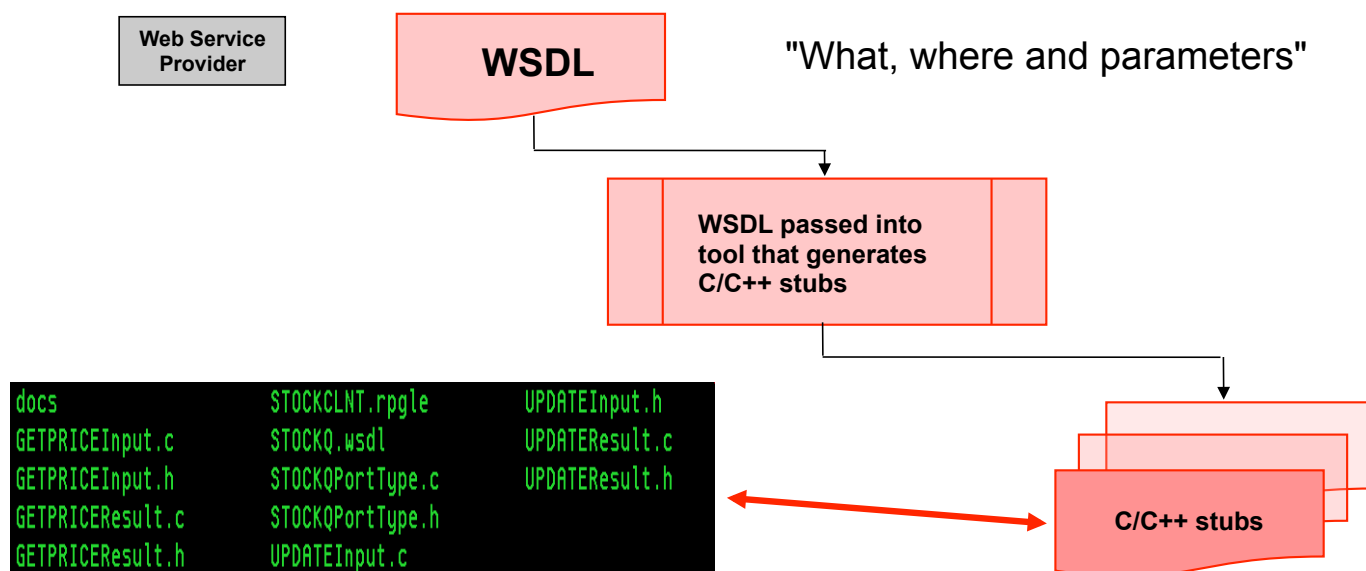 Web Service
Provider
WSDL
"What, where and parameters"
WSDL passed into
tool that generates
C/C++ stubs
docs STOCKCLNT.rpgle UPDATEInput.h
GETPRICEInput.c STOCKQ.wsdl UPDATEResult.c
GETPRICEInput.h STOCKQPortType.c UPDATEResult.h
GETPRICEResult.c STOCKQPortType.h
GETPRICEResult.h UPDATEInput.c
C/C++ stubs